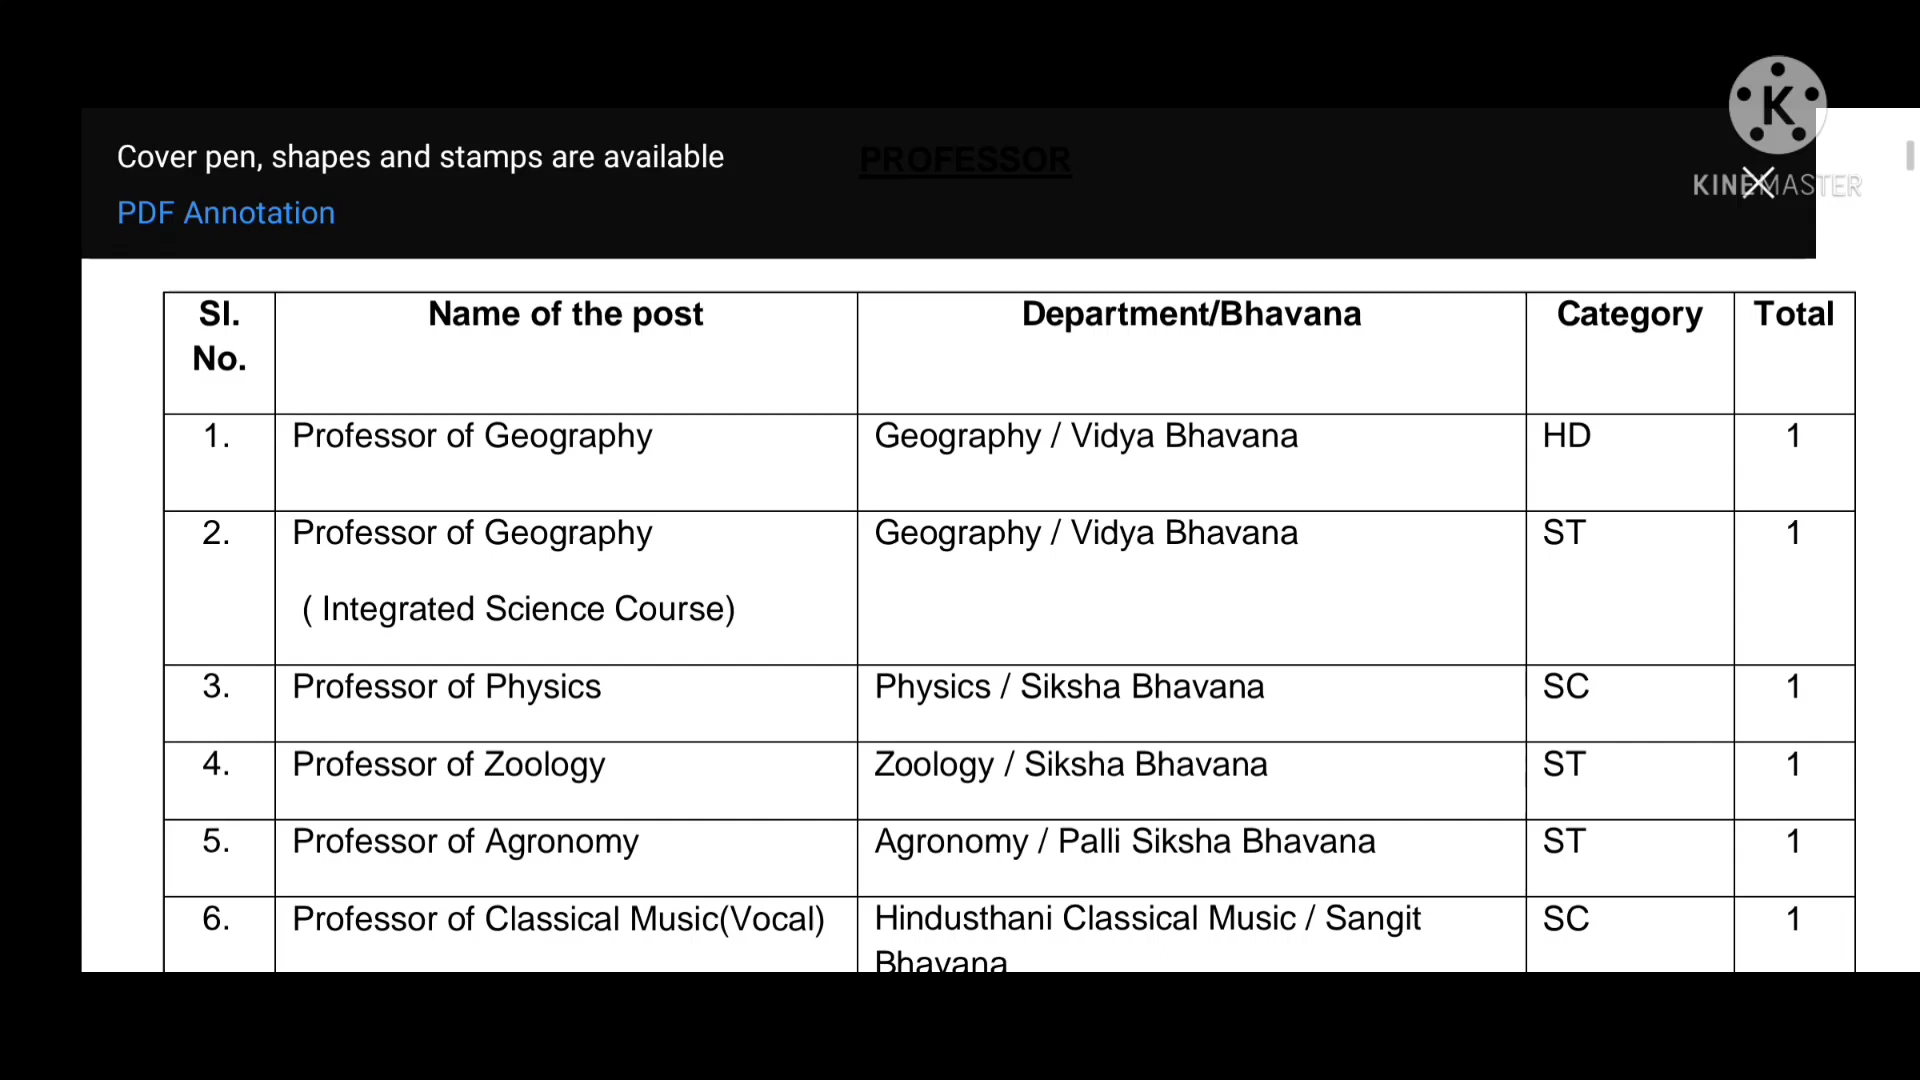 KINEMASTER
Cover pen, shapes and stamps are available
PROFESSOR
PDF Annotation
Sl. No. Name of the post Department/Bhavana Category Total
1. Professor of Geography Geography / Vidya Bhavana HD 1
2. Professor of Geography Geography / Vidya Bhavana ST 1
( Integrated Science Course)
3. Professor of Physics Physics / Siksha Bhavana SC 1
4. Professor of Zoology Zoology / Siksha Bhavana ST 1
5. Professor of Agronomy Agronomy / Palli Siksha Bhavana ST 1
6. Professor of Classical Music(Vocal) Hindusthani Classical Music / Sangit SC 1
Bhavana